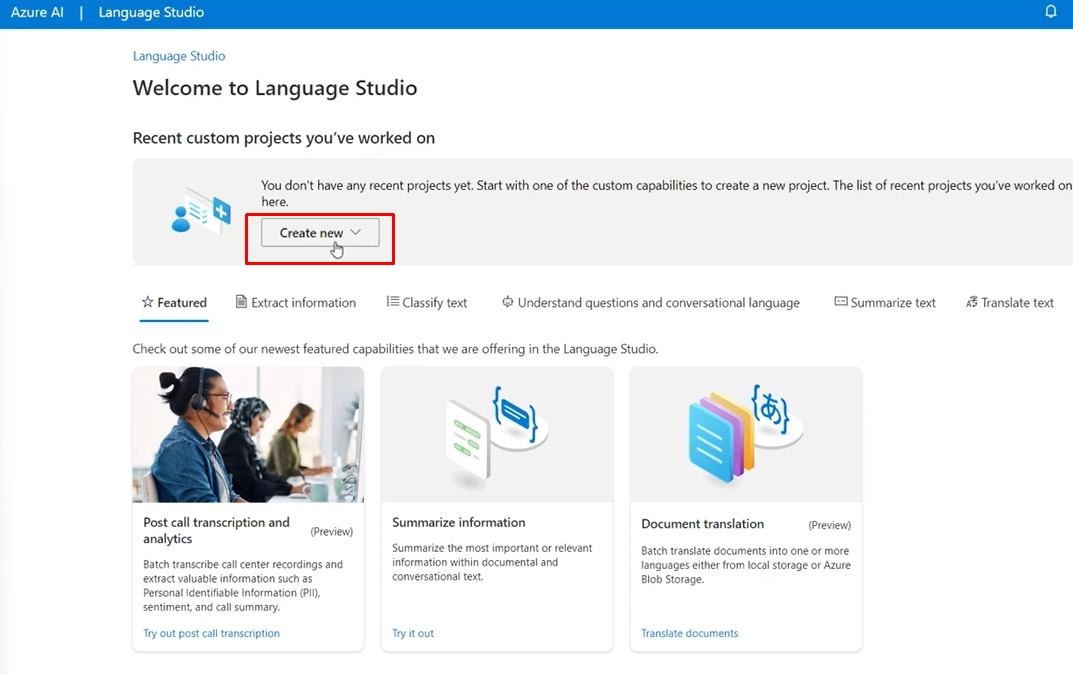 Azure AI | Language Studio
Language Studio
Welcome to Language Studio
Recent custom projects you've worked on
You don't have any recent projects yet. Start with one of the custom capabilities to create a new project. The list of recent projects you've worked on
here.
Create new
Featured
Extract information
Classify text
Understand questions and conversational language
Summarize text
Translate text
Check out some of our newest featured capabilities that we are offering in the Language Studio.
Post call transcription and
analytics
(Preview)
Batch transcribe call center recordings and
extract valuable information such as
Personal Identifiable Information (PII),
sentiment, and call summary.
Try out post call transcription
Summarize information
Summarize the most important or relevant
information within documental and
conversational text.
Try it out
あ
Document translation
(Preview)
Batch translate documents into one or more
languages either from local storage or Azure
Blob Storage.
Translate documents